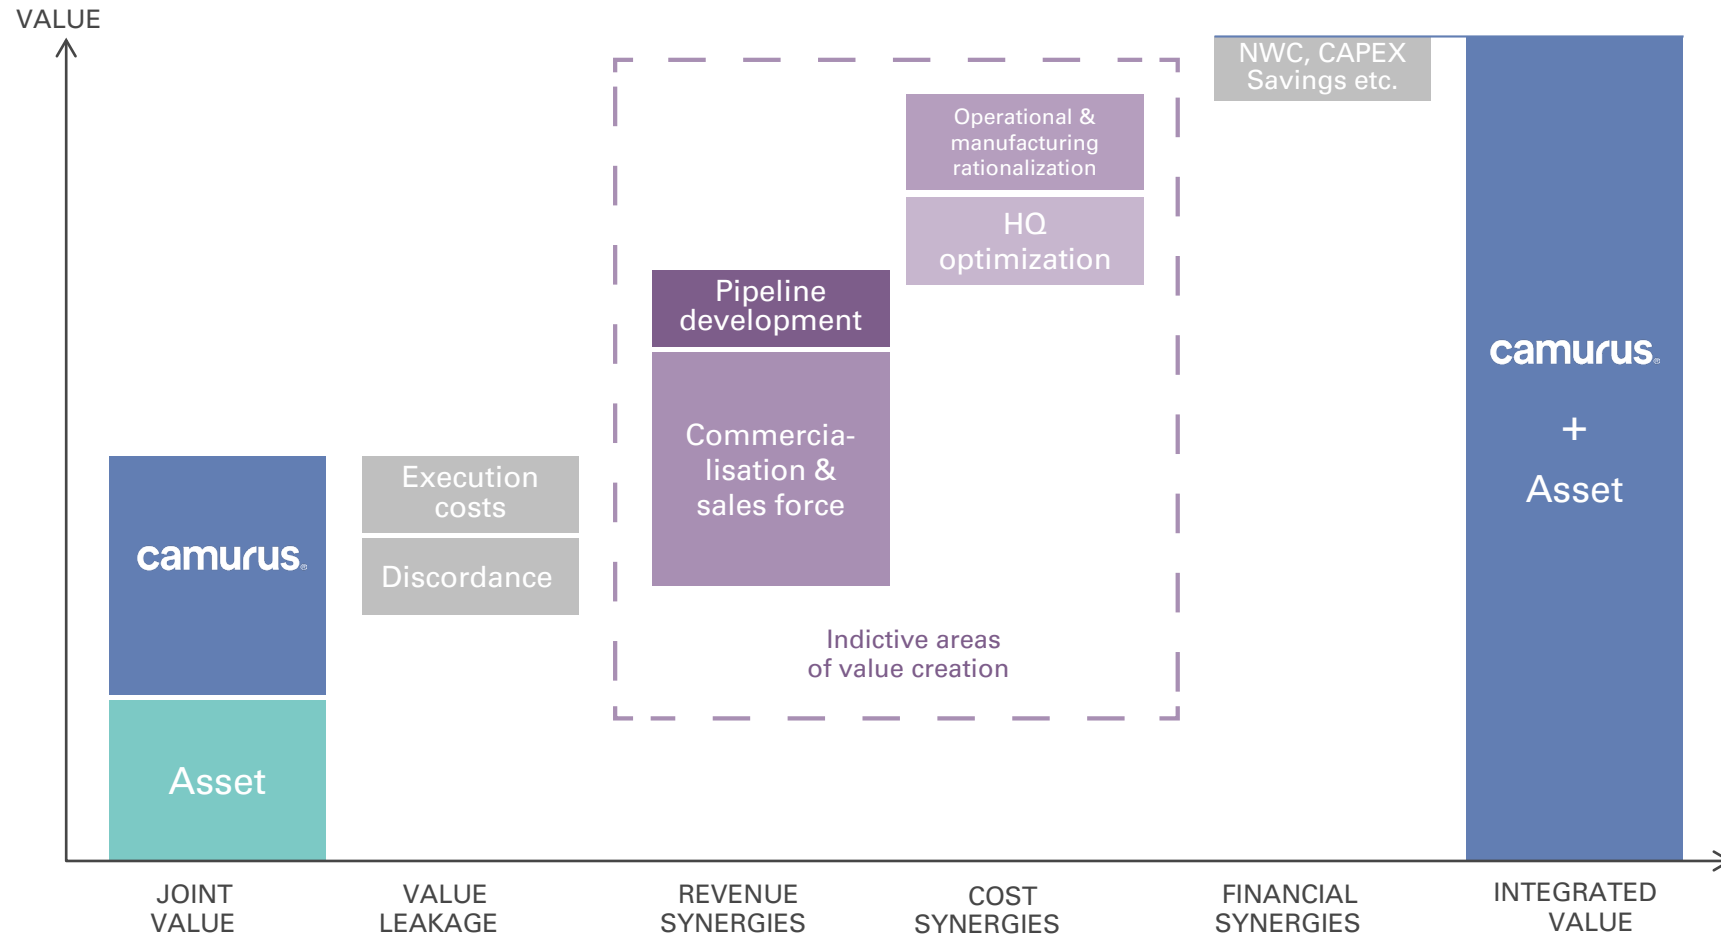 VALUE
NWC, CAPEX
Savings etc.
Operational &
manufacturing
rationalization
HQ
optimization
Pipeline
development
Commercia-
lisation &
sales force
Execution
costs
Discordance
camurus®
Asset
Indictive areas
of value creation
camurus®
+
Asset
JOINT
VALUE
VALUE
LEAKAGE
REVENUE
SYNERGIES
COST
SYNERGIES
FINANCIAL
SYNERGIES
INTEGRATED
VALUE